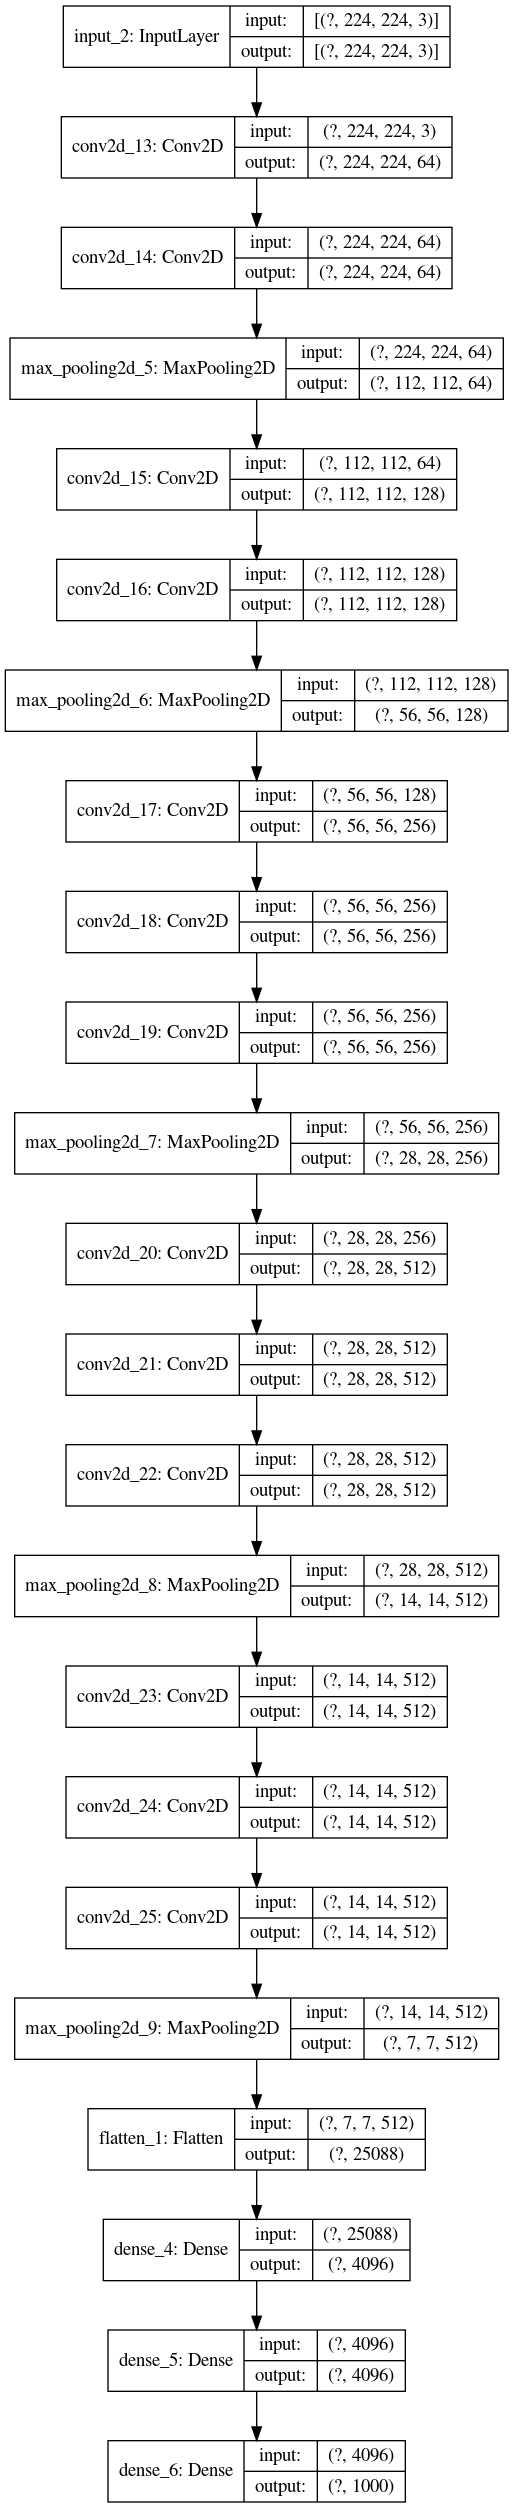 input_2: InputLayer
input: [(?, 224, 224, 3)]
output: [(?, 224, 224, 3)]
conv2d_13: Conv2D
input: (?, 224, 224, 3)
output: (?, 224, 224, 64)
conv2d_14: Conv2D
input: (?, 224, 224, 64)
output: (?, 224, 224, 64)
max_pooling2d_5: MaxPooling2D
input: (?, 224, 224, 64)
output: (?, 112, 112, 64)
conv2d_15: Conv2D
input: (?, 112, 112, 64)
output: (?, 112, 112, 128)
conv2d_16: Conv2D
input: (?, 112, 112, 128)
output: (?, 112, 112, 128)
max_pooling2d_6: MaxPooling2D
input: (?, 112, 112, 128)
output: (?, 56, 56, 128)
conv2d_17: Conv2D
input: (?, 56, 56, 128)
output: (?, 56, 56, 256)
conv2d_18: Conv2D
input: (?, 56, 56, 256)
output: (?, 56, 56, 256)
conv2d_19: Conv2D
input: (?, 56, 56, 256)
output: (?, 56, 56, 256)
max_pooling2d_7: MaxPooling2D
input: (?, 56, 56, 256)
output: (?, 28, 28, 256)
conv2d_20: Conv2D
input: (?, 28, 28, 256)
output: (?, 28, 28, 512)
conv2d_21: Conv2D
input: (?, 28, 28, 512)
output: (?, 28, 28, 512)
conv2d_22: Conv2D
input: (?, 28, 28, 512)
output: (?, 28, 28, 512)
max_pooling2d_8: MaxPooling2D
input: (?, 28, 28, 512)
output: (?, 14, 14, 512)
conv2d_23: Conv2D
input: (?, 14, 14, 512)
output: (?, 14, 14, 512)
conv2d_24: Conv2D
input: (?, 14, 14, 512)
output: (?, 14, 14, 512)
conv2d_25: Conv2D
input: (?, 14, 14, 512)
output: (?, 14, 14, 512)
max_pooling2d_9: MaxPooling2D
input: (?, 14, 14, 512)
output: (?, 7, 7, 512)
flatten_1: Flatten
input: (?, 7, 7, 512)
output: (?, 25088)
dense_4: Dense
input: (?, 25088)
output: (?, 4096)
dense_5: Dense
input: (?, 4096)
output: (?, 4096)
dense_6: Dense
input: (?, 4096)
output: (?, 1000)